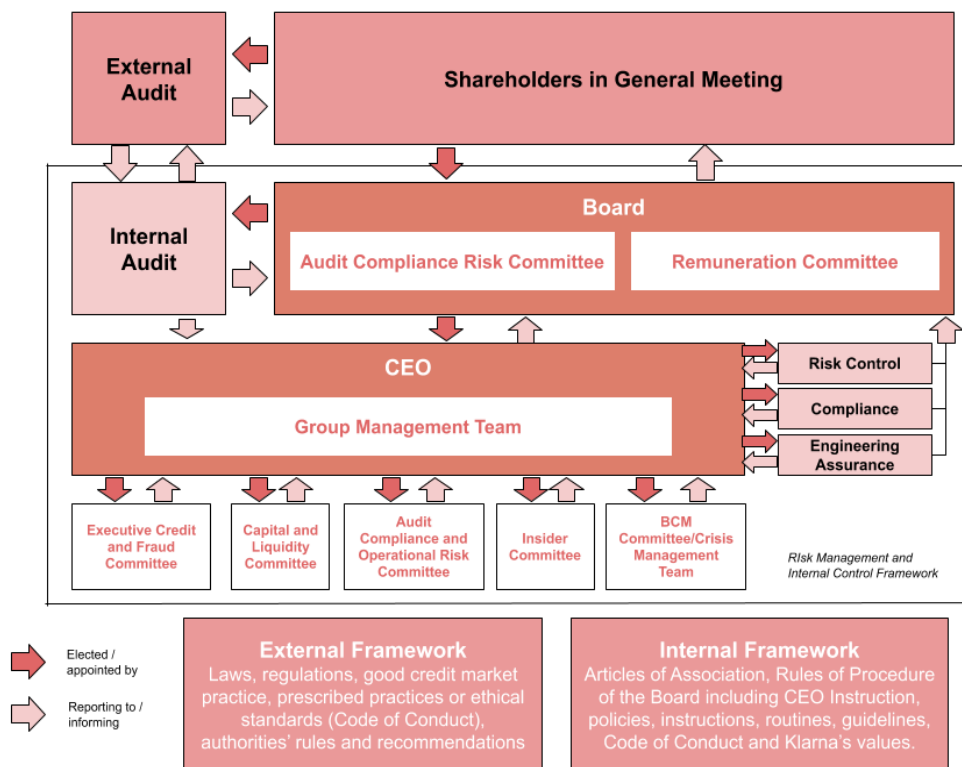 External
Audit
Shareholders in General Meeting
Internal
Audit
Board
Audit Compliance Risk Committee
Remuneration Committee
CEO
Group Management Team
Risk Control
Compliance
Engineering
Assurance
Executive Credit
and Fraud
Committee
Capital and
Liquidity
Committee
Audit
Compliance and
Operational Risk
Committee
Insider
Committee
BCM
Committee/Crisis
Management
Team
RIsk Management and
Internal Control Framework
Elected /
appointed by
Reporting to /
informing
External Framework
Laws, regulations, good credit market
practice, prescribed practices or ethical
standards (Code of Conduct),
authorities’ rules and recommendations
Internal Framework
Articles of Association, Rules of Procedure
of the Board including CEO Instruction,
policies, instructions, routines, guidelines,
Code of Conduct and Klarna’s values.